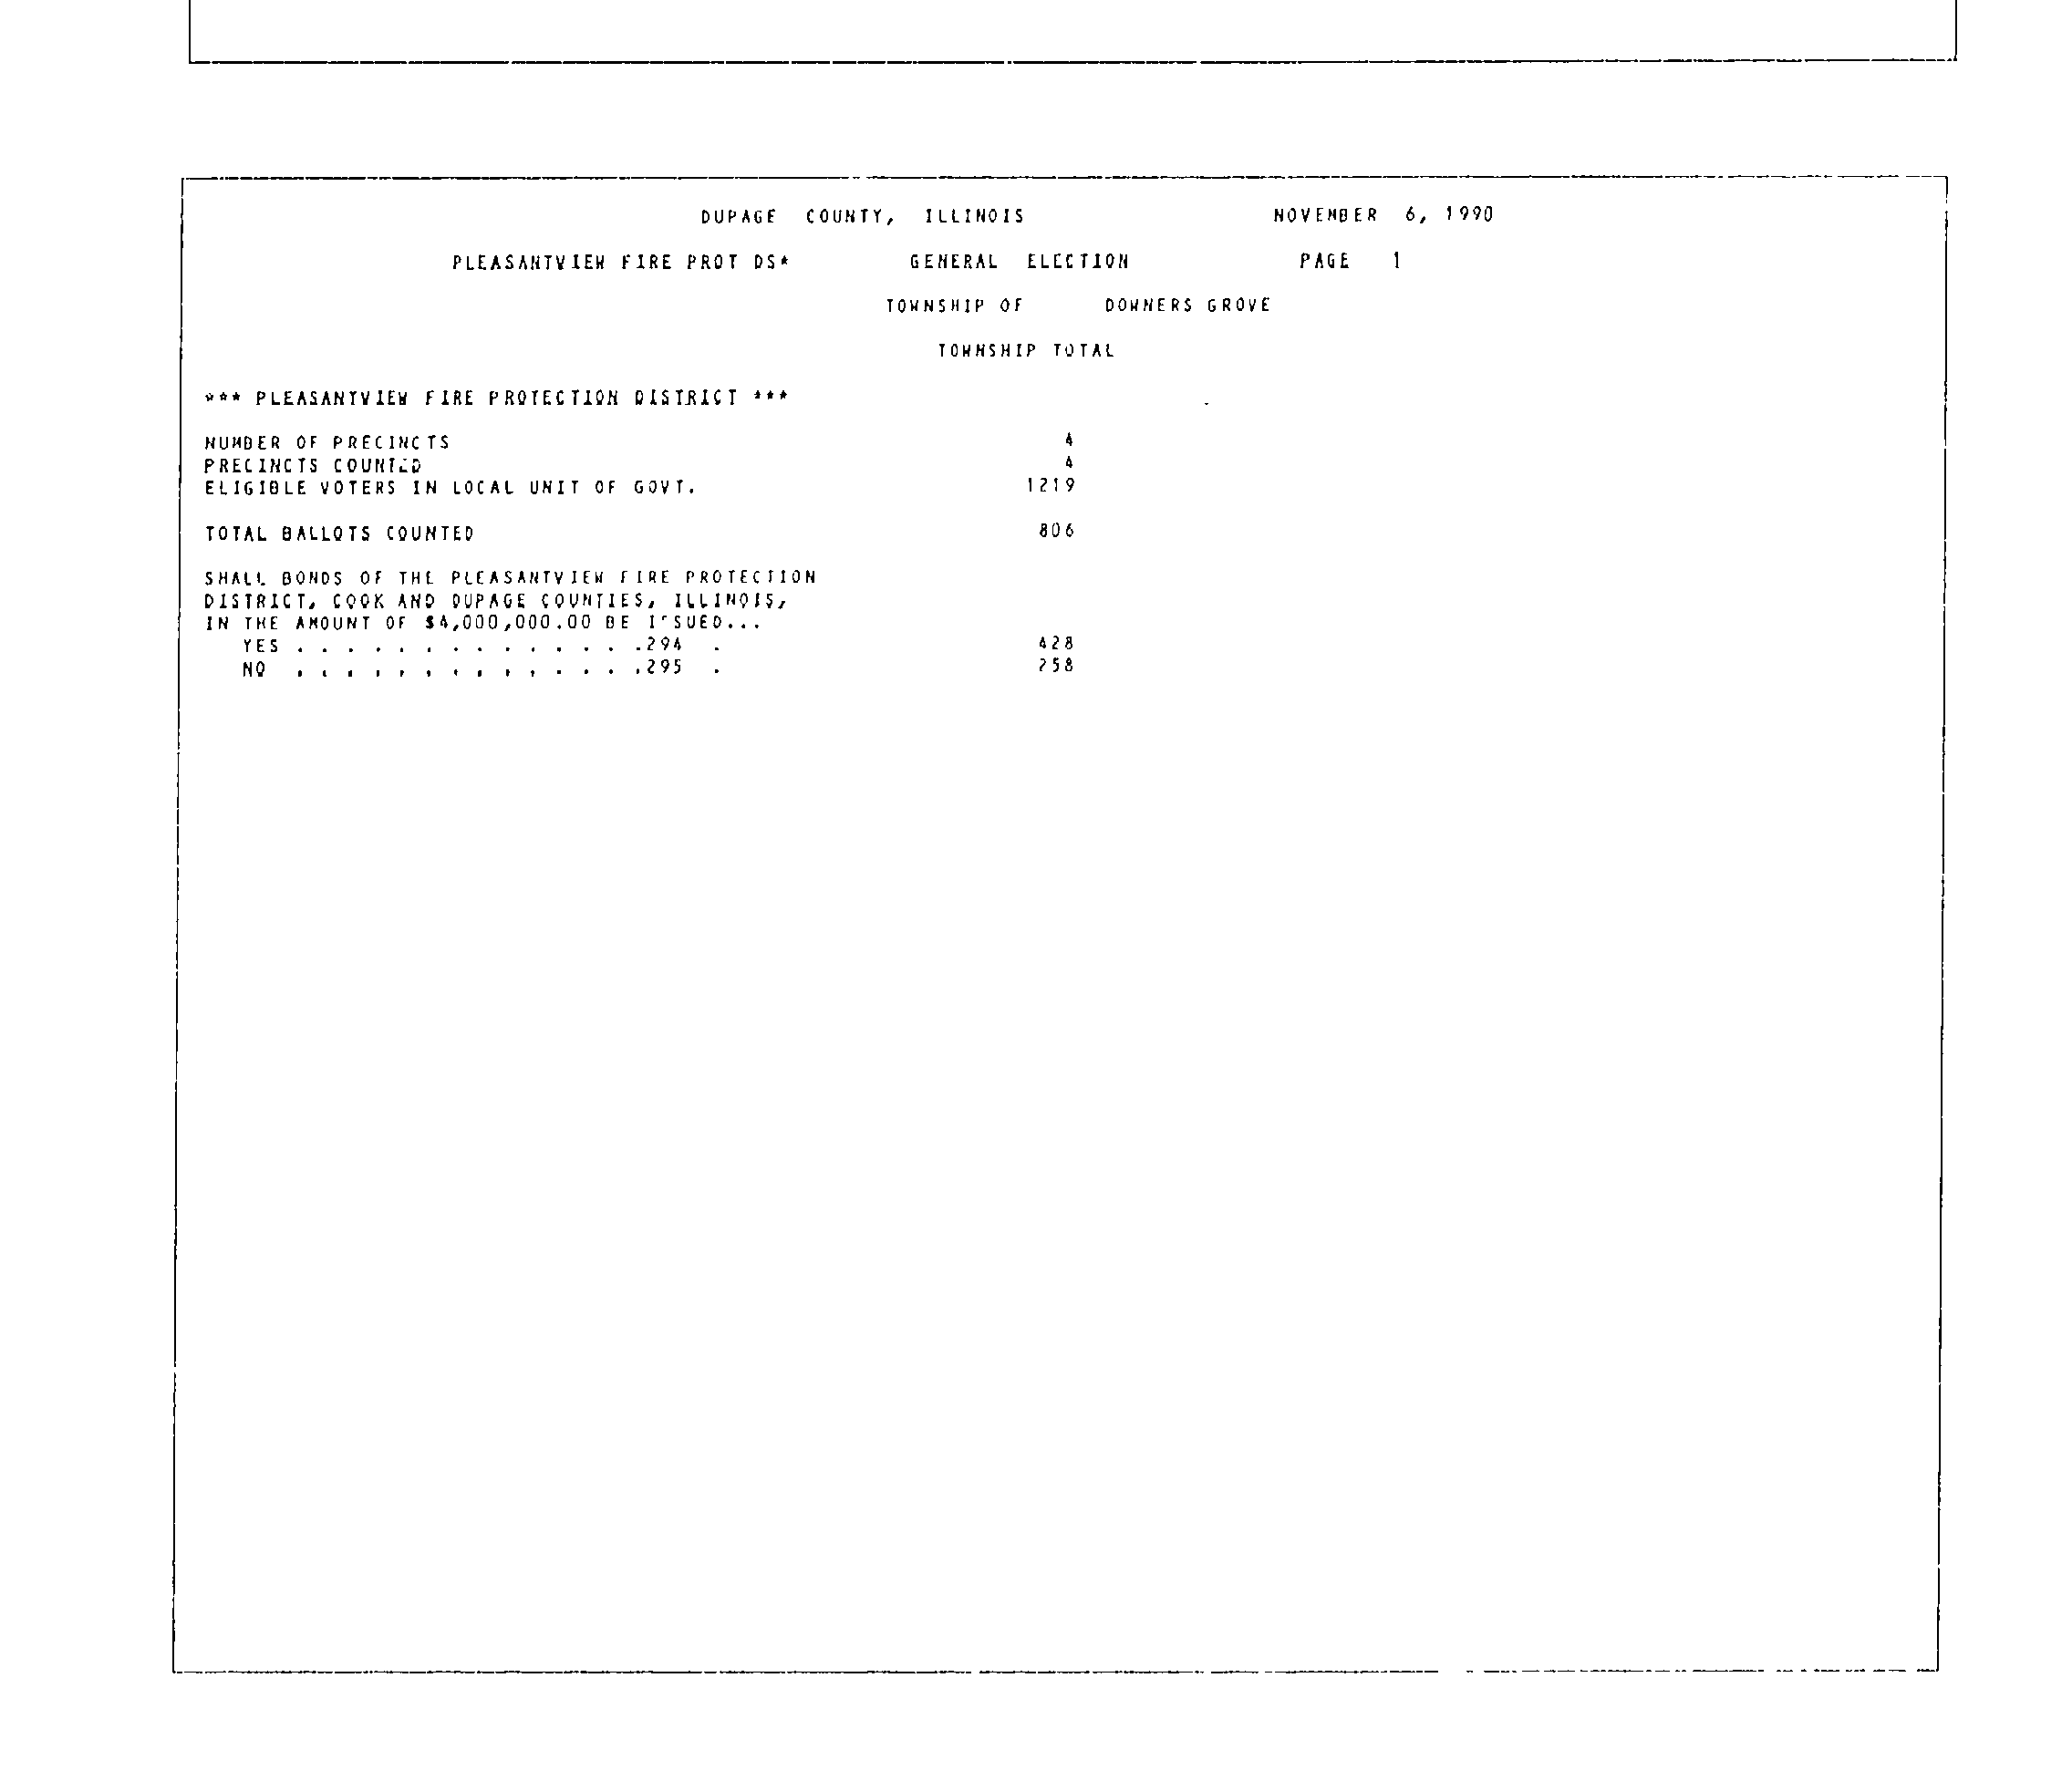 DUPAGE COUNTY, ILLINOIS NOVEMBER 6, 1990
PLEASANTVIEW FIRE PROT DS* GENERAL ELECTION PAGE 1
TOWNSHIP OF DOWNERS GROVE
TOWNSHIP TOTAL
*** PLEASANTVIEW FIRE PROTECTION DISTRICT ***
NUMBER OF PRECINCTS 4
PRECINCTS COUNTED 4
ELIGIBLE VOTERS IN LOCAL UNIT OF GOVT. 1219
TOTAL BALLOTS COUNTED 806
SHALL BONDS OF THE PLEASANTVIEW FIRE PROTECTION
DISTRICT, COOK AND DUPAGE COUNTIES, ILLINOIS,
IN THE AMOUNT OF $4,000,000.00 BE ISSUED...
YES . . . . . . . . . . . . . .294 . 428
NO . . . . . . . . . . . . . .295 . 258